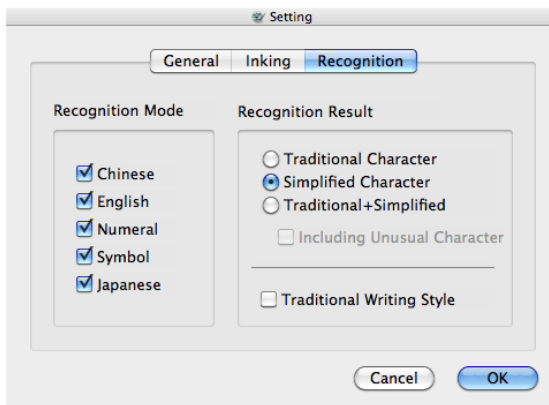 Setting
General Inking Recognition
Recognition Mode
Chinese
English
Numeral
Symbol
Japanese
Recognition Result
Traditional Character
Simplified Character
Traditional+Simplified
Including Unusual Character
Traditional Writing Style
Cancel OK